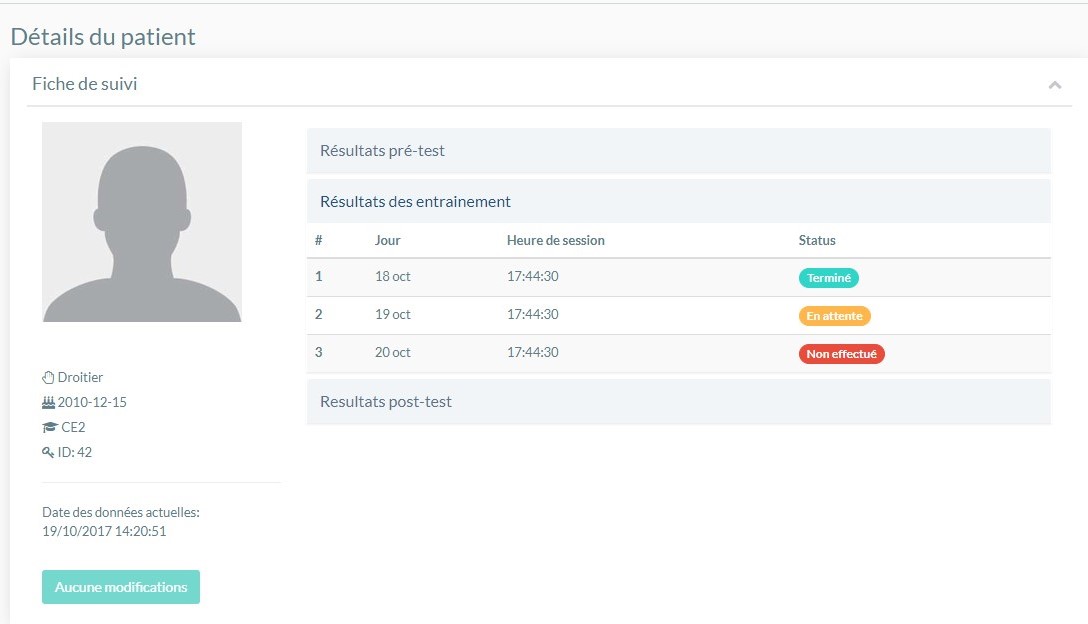 Détails du patient
Fiche de suivi
Droitier
2010-12-15
CE2
ID: 42
Date des données actuelles:
19/10/2017 14:20:51
Aucune modifications
Résultats pré-test
Résultats des entrainement
# Jour Heure de session Status
1 18 oct 17:44:30 Terminé
2 19 oct 17:44:30 En attente
3 20 oct 17:44:30 Non effectué
Resultats post-test